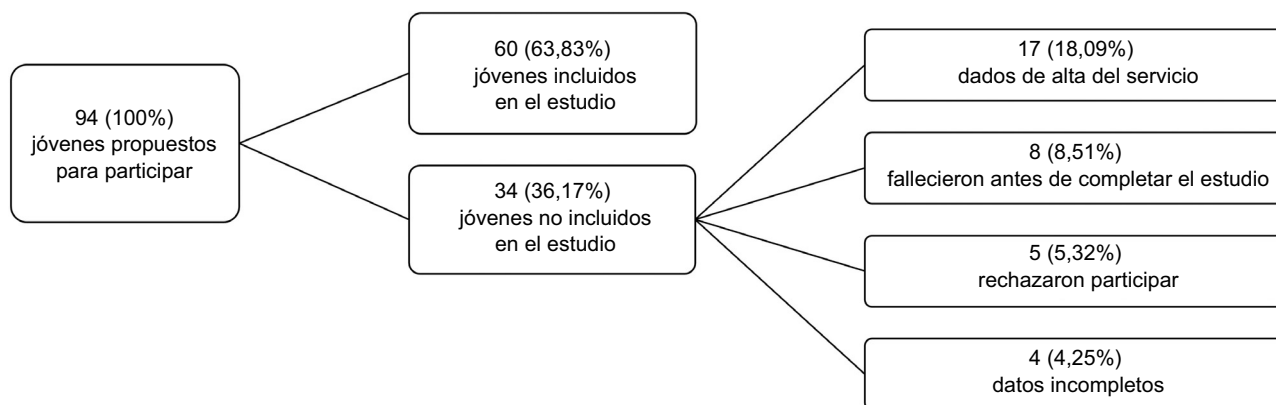 94 (100%)
jóvenes propuestos
para participar
60 (63,83%)
jóvenes incluidos
en el estudio
34 (36,17%)
jóvenes no incluidos
en el estudio
17 (18,09%)
dados de alta del servicio
8 (8,51%)
fallecieron antes de completar el estudio
5 (5,32%)
rechazaron participar
4 (4,25%)
datos incompletos